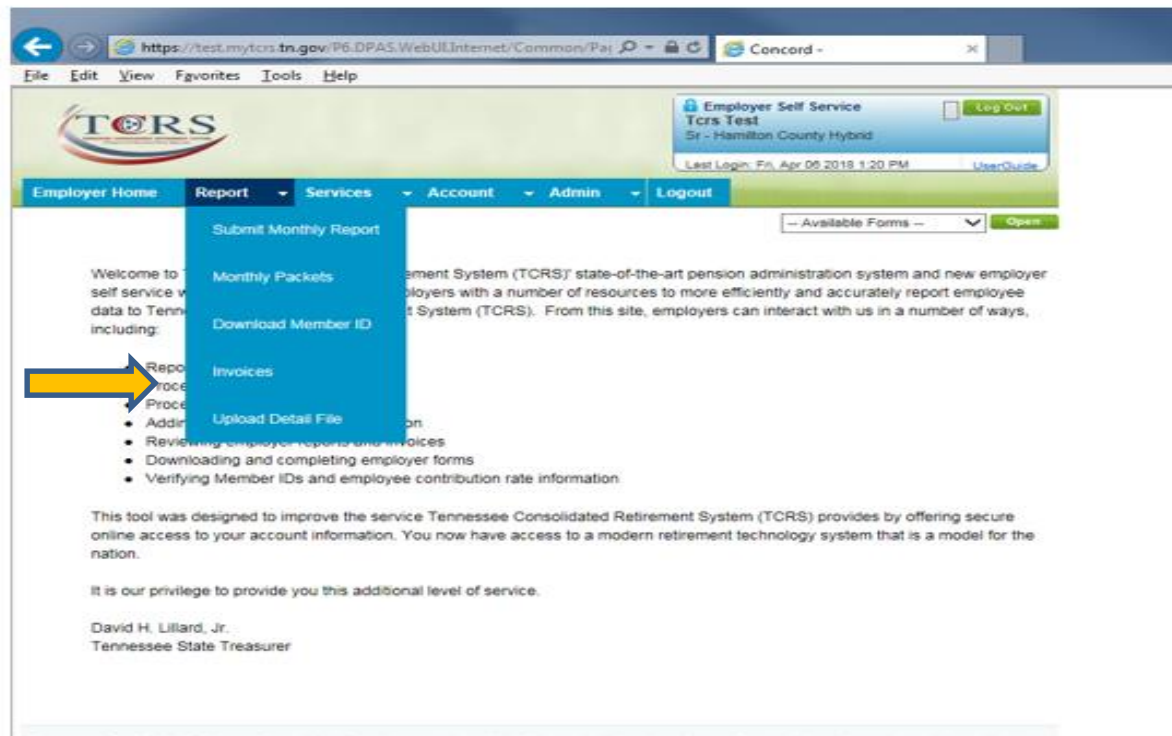 https://test.mytcrs.tn.gov/P6.DPAS.WebUI.Internet/Common/Pa
Concord -
File Edit View Favorites Tools Help
TCRS
Employer Self Service
Log Out
Tcrs Test
Sr - Hamilton County Hybrid
Last Login: Fri, Apr 06 2018 1:20 PM
UserGuide
Employer Home Report Services Account Admin Logout
-- Available Forms --
Open
Submit Monthly Report
Monthly Packets
Download Member ID
Invoices
Upload Detail File
Welcome to ement System (TCRS)' state-of-the-art pension administration system and new employer
self service w ployers with a number of resources to more efficiently and accurately report employee
data to Tenne t System (TCRS). From this site, employers can interact with us in a number of ways,
including:
• Repo
• Proce
• Proce
• Addin on
• Reviewing employer reports and invoices
• Downloading and completing employer forms
• Verifying Member IDs and employee contribution rate information
This tool was designed to improve the service Tennessee Consolidated Retirement System (TCRS) provides by offering secure
online access to your account information. You now have access to a modern retirement technology system that is a model for the
nation.
It is our privilege to provide you this additional level of service.
David H. Lillard, Jr.
Tennessee State Treasurer